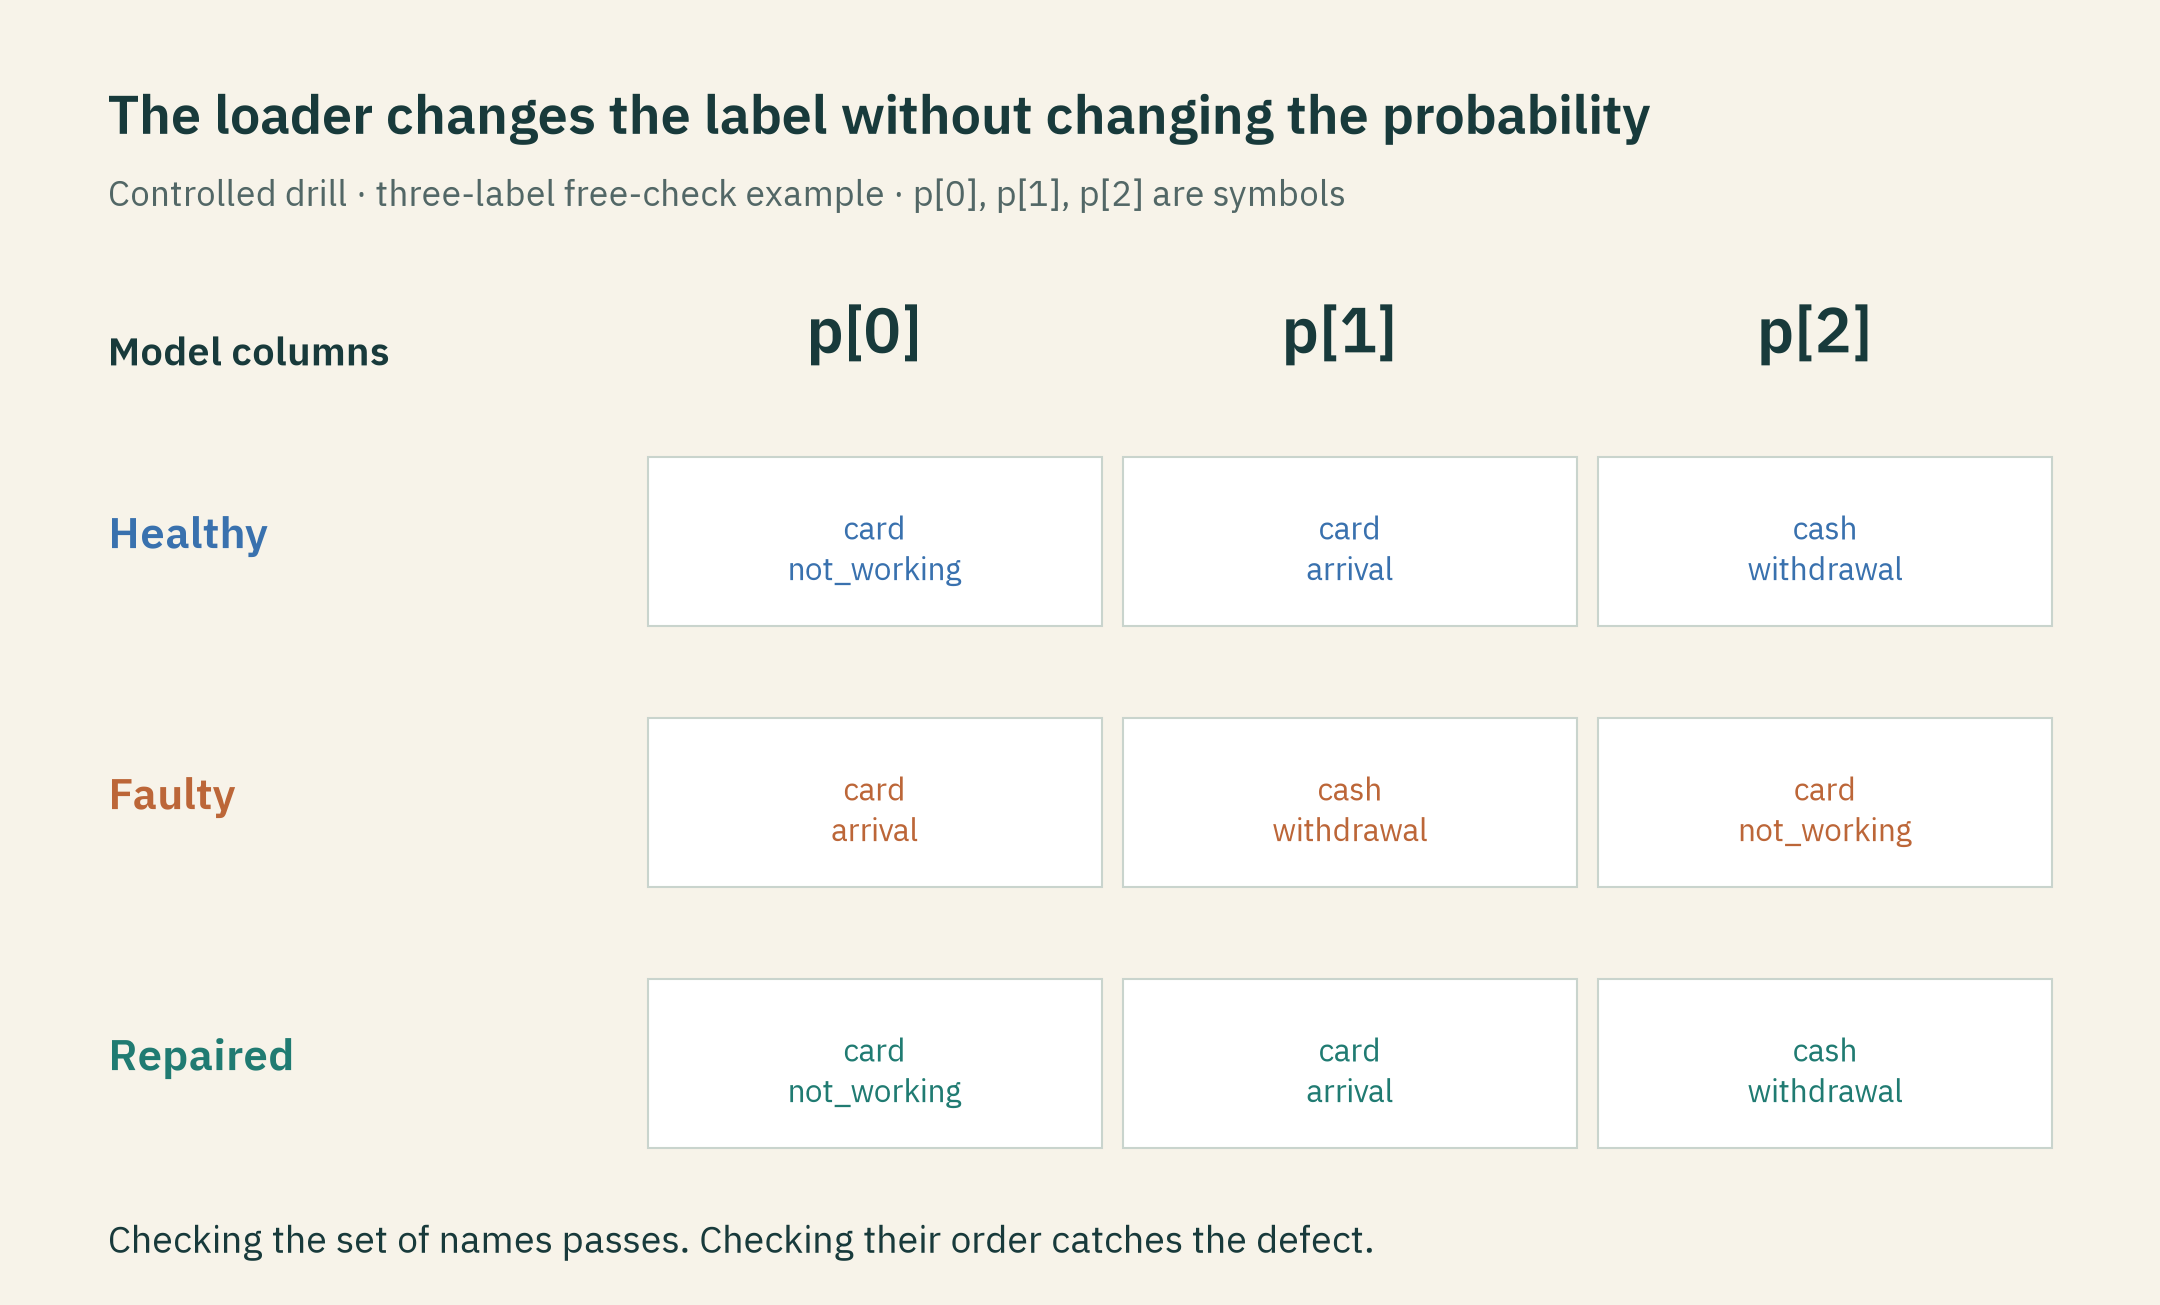 The loader changes the label without changing the probability
Controlled drill · three-label free-check example · p[0], p[1], p[2] are symbols
Model columns
p[0]
p[1]
p[2]
Healthy
card
not_working
card
arrival
cash
withdrawal
Faulty
card
arrival
cash
withdrawal
card
not_working
Repaired
card
not_working
card
arrival
cash
withdrawal
Checking the set of names passes. Checking their order catches the defect.